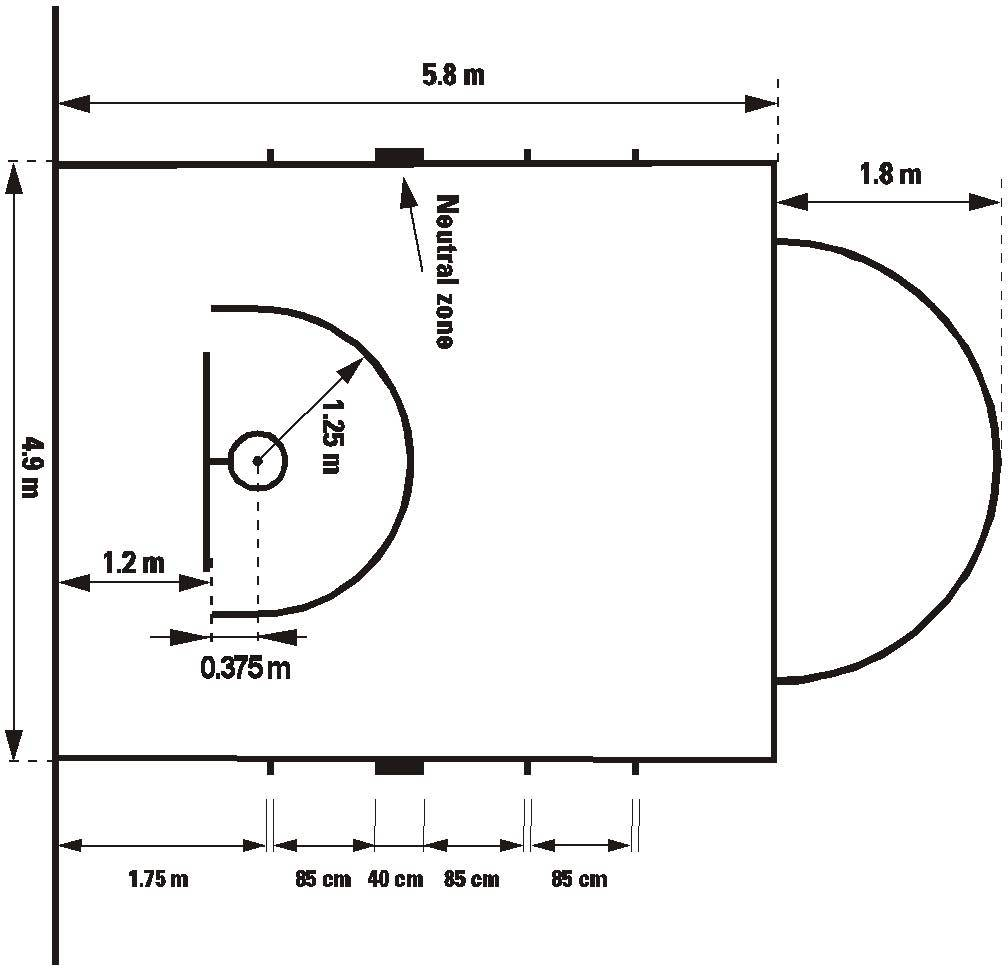 5.8 m
1.8 m
Neutral zone
1.25 m
4.9 m
1.2 m
0.375 m
1.75 m
85 cm
40 cm
85 cm
85 cm